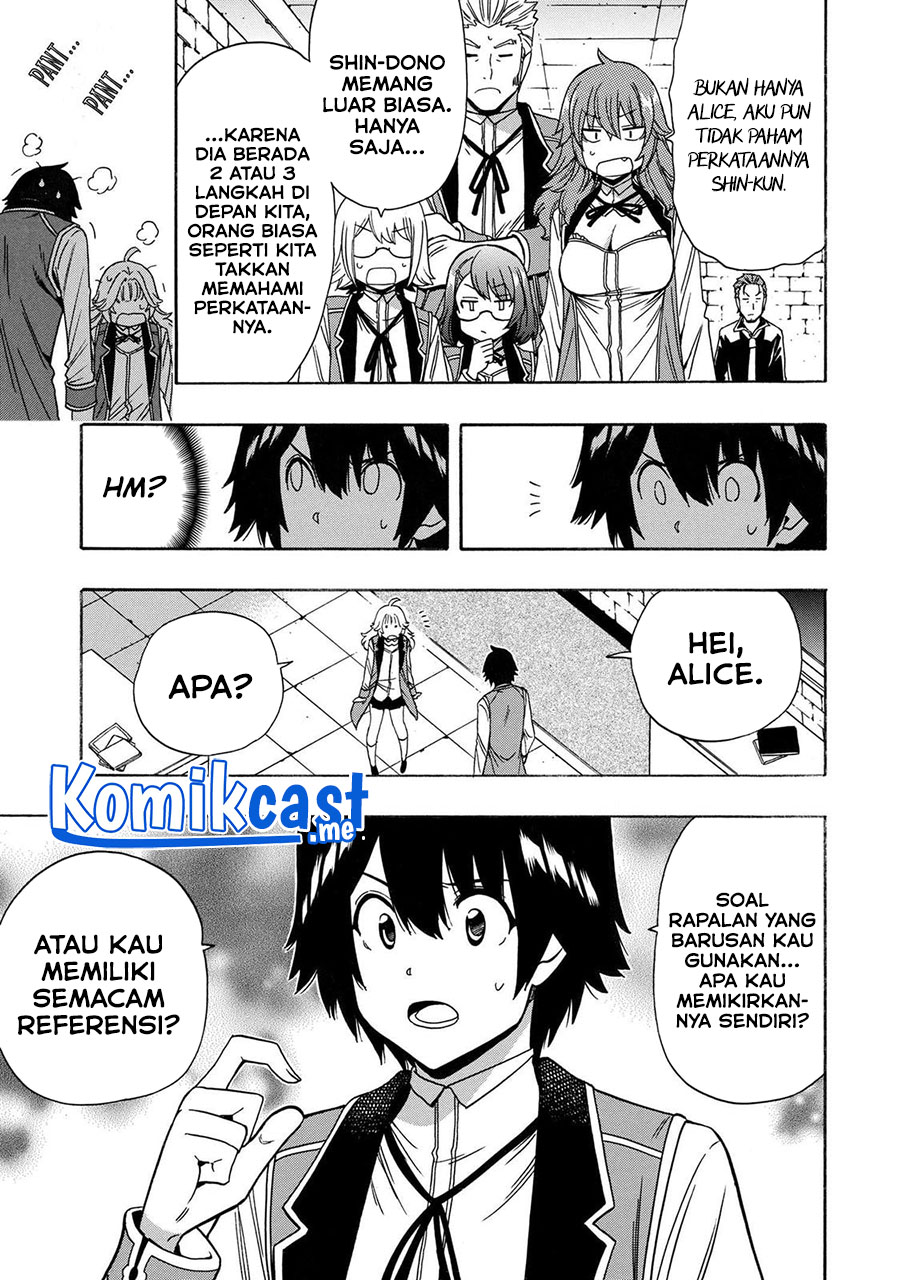 BUKAN HANYA
ALICE, AKU PUN
TIDAK PAHAM
PERKATAANNYA
SHIN-KUN.
SHIN-DONO
MEMANG
LUAR BIASA.
HANYA
SAJA...
...KARENA
DIA BERADA
2 ATAU 3
LANGKAH DI
DEPAN KITA,
ORANG BIASA
SEPERTI KITA
TAKKAN
MEMAHAMI
PERKATAAN-
NYA.
PANT...
PANT...
HM?
HEI,
ALICE.
APA?
Komikcast
.me
SOAL
RAPALAN YANG
BARUSAN KAU
GUNAKAN...
APA KAU
MEMIKIRKAN-
NYA SENDIRI?
ATAU KAU
MEMILIKI
SEMACAM
REFERENSI?